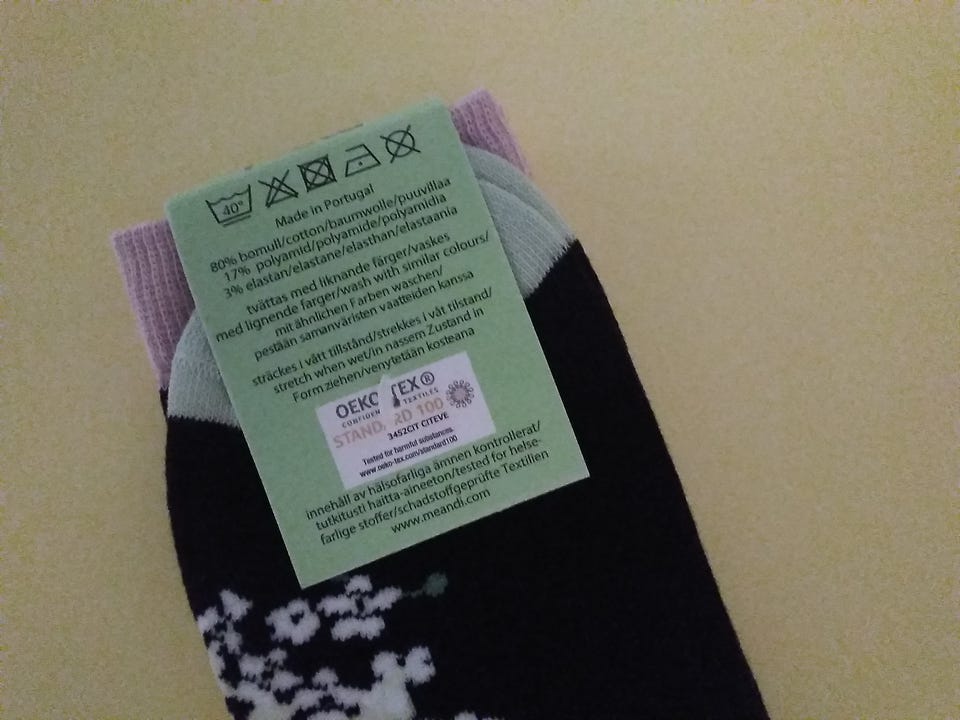 40°
Made in Portugal
80% bomull/cotton/baumwolle/puuvillaa
17% polyamid/polyamide/polyamidia
3% elastan/elastane/elasthan/elastaania
tvättas med liknande färger/vaskes
med lignende farger/wash with similar colours/
mit ähnlichen Farben waschen/
pestään samanväristen vaatteiden kanssa
sträckes i vått tillstånd/strekkes i våt tilstand/
stretch when wet/in nassem Zustand in
Form ziehen/venytetään kosteana
OEKO TEX®
CONFIDEN TEXTILES
STAND RD 100
3452CIT CITEVE
Tested for harmful substances.
www.oeko-tex.com/standard100
innehåll av hälsofarliga ämnen kontrollerat/
tutkitusti haitta-aineeton/tested for helse-
farlige stoffer/schadstoffgeprüfte Textilien
www.meandi.com